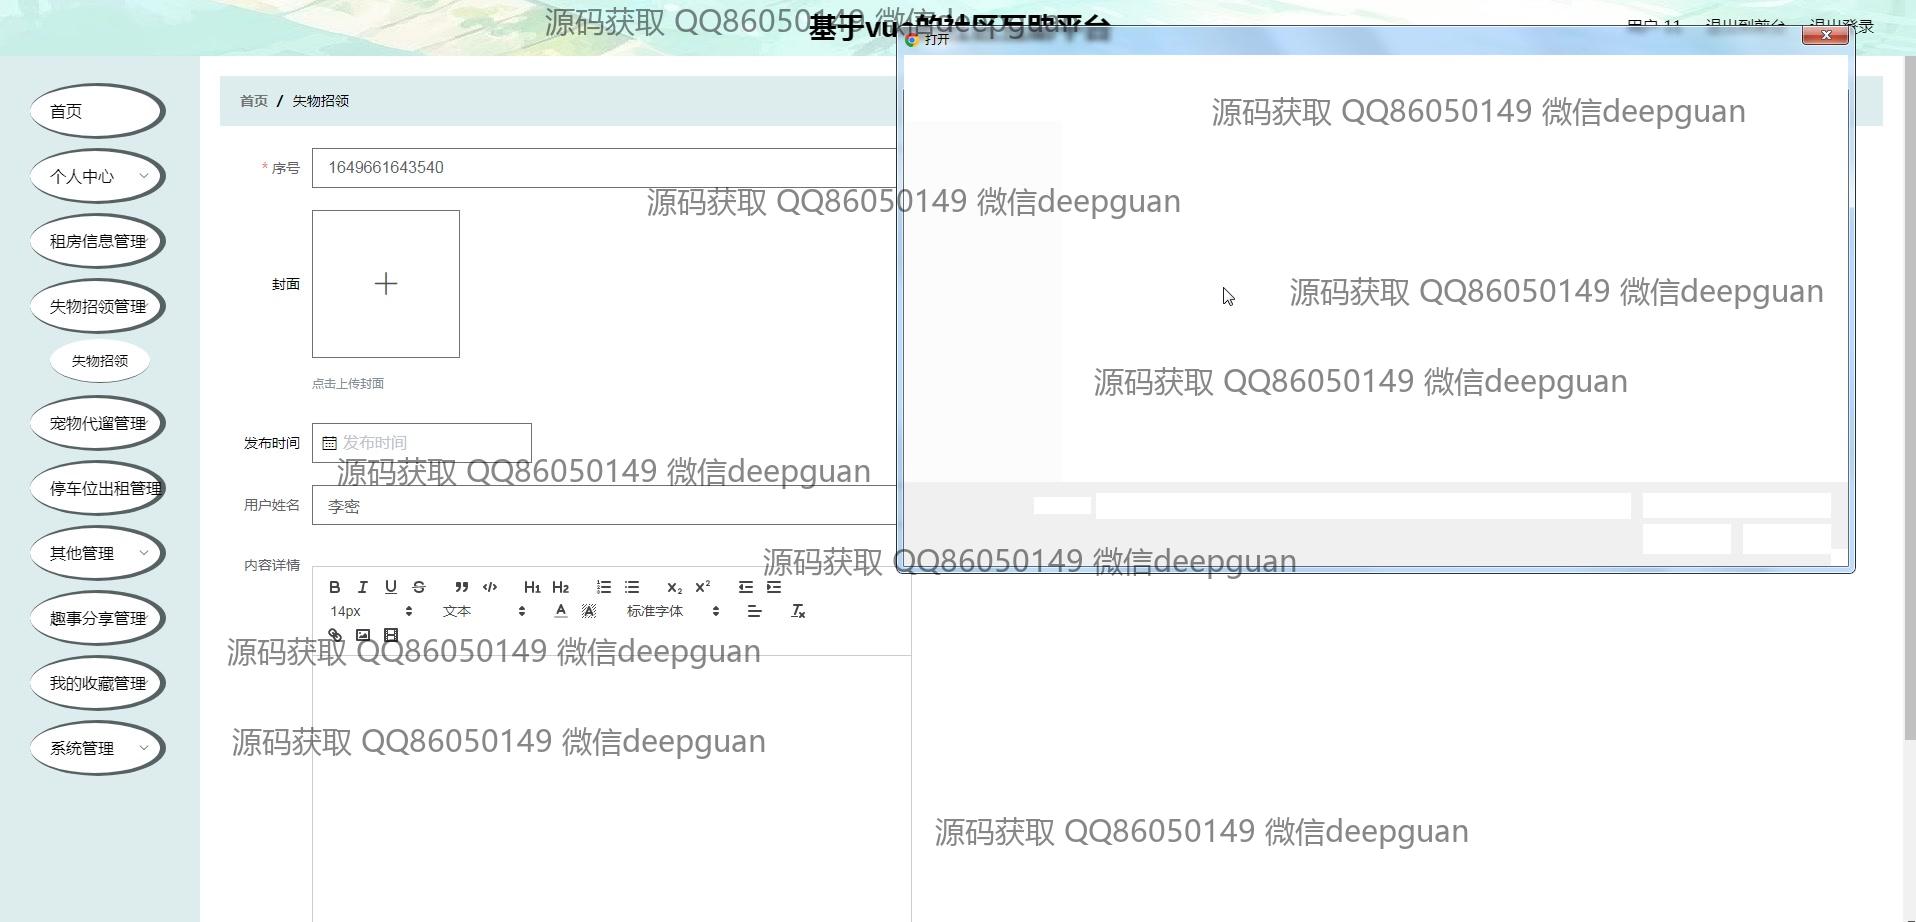 源码获取 QQ86050149 微信deepguan
基于vue的社区互助平台
用户 11 退出到前台 退出登录
打开
首页
个人中心
租房信息管理
失物招领管理
失物招领
宠物代遛管理
停车位出租管理
其他管理
趣事分享管理
我的收藏管理
系统管理
首页 / 失物招领
源码获取 QQ86050149 微信deepguan
* 序号 1649661643540
源码获取 QQ86050149 微信deepguan
封面
源码获取 QQ86050149 微信deepguan
点击上传封面
源码获取 QQ86050149 微信deepguan
发布时间 发布时间
源码获取 QQ86050149 微信deepguan
用户姓名 李密
内容详情
源码获取 QQ86050149 微信deepguan
B I U S H1 H2 X2 X2
14px 文本 A A 标准字体 Tx
源码获取 QQ86050149 微信deepguan
源码获取 QQ86050149 微信deepguan
源码获取 QQ86050149 微信deepguan